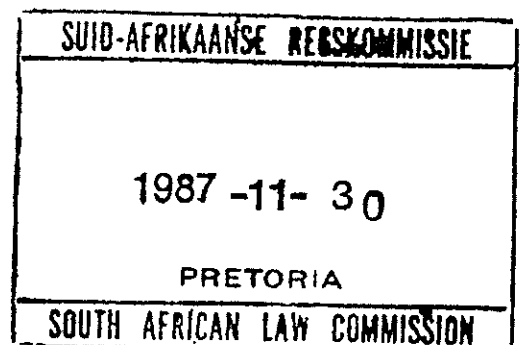 SUID-AFRIKAANSE REGSKOMMISSIE
1987 -11- 30
PRETORIA
SOUTH AFRICAN LAW COMMISSION